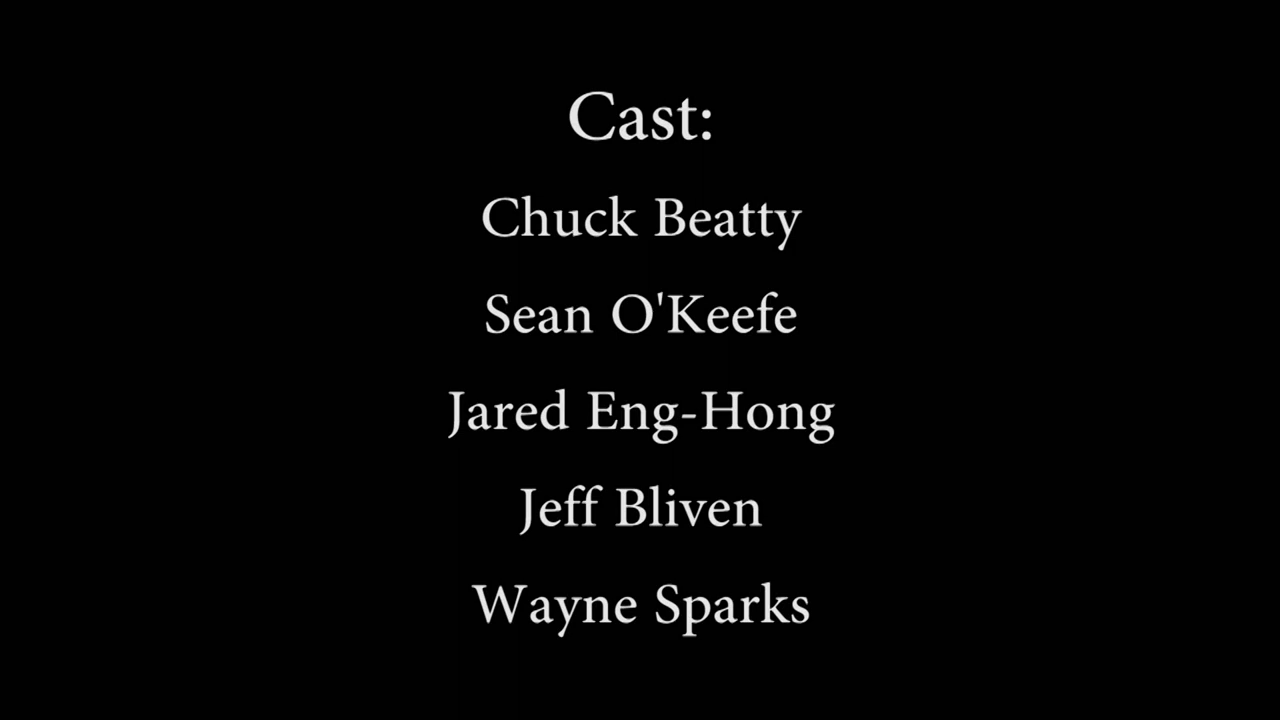 Cast:
Chuck Beatty
Sean O'Keefe
Jared Eng-Hong
Jeff Bliven
Wayne Sparks